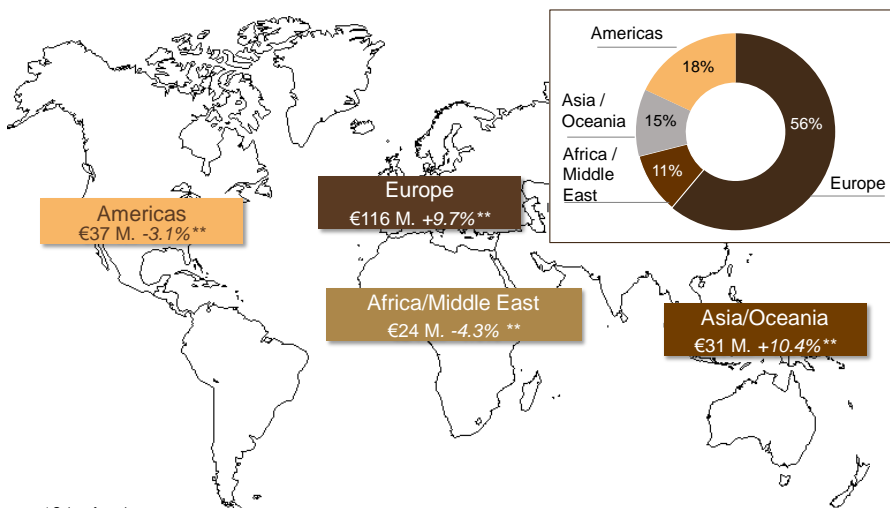 Americas
18%
Asia /
Oceania
15%
56%
Africa /
Middle
East
11%
Europe
Europe
€116 M. +9.7%**
Americas
€37 M. -3.1%**
Africa/Middle East
€24 M. -4.3% **
Asia/Oceania
€31 M. +10.4%**